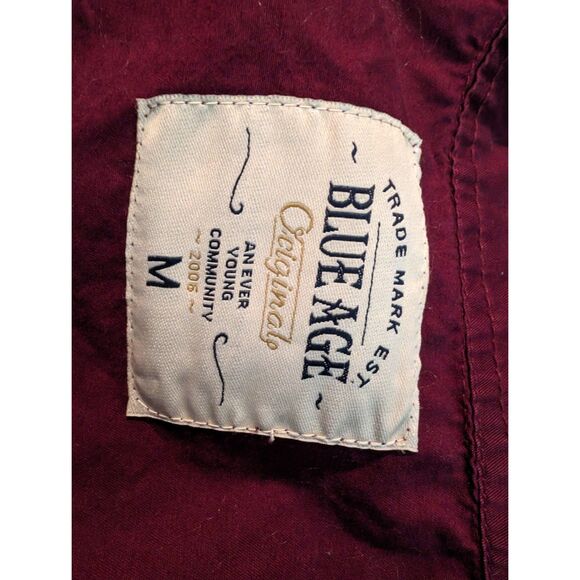 TRADE MARK EST.
~ BLUE AGE ~
Original
AN EVER
YOUNG
COMMUNITY
~ 2006 ~
M